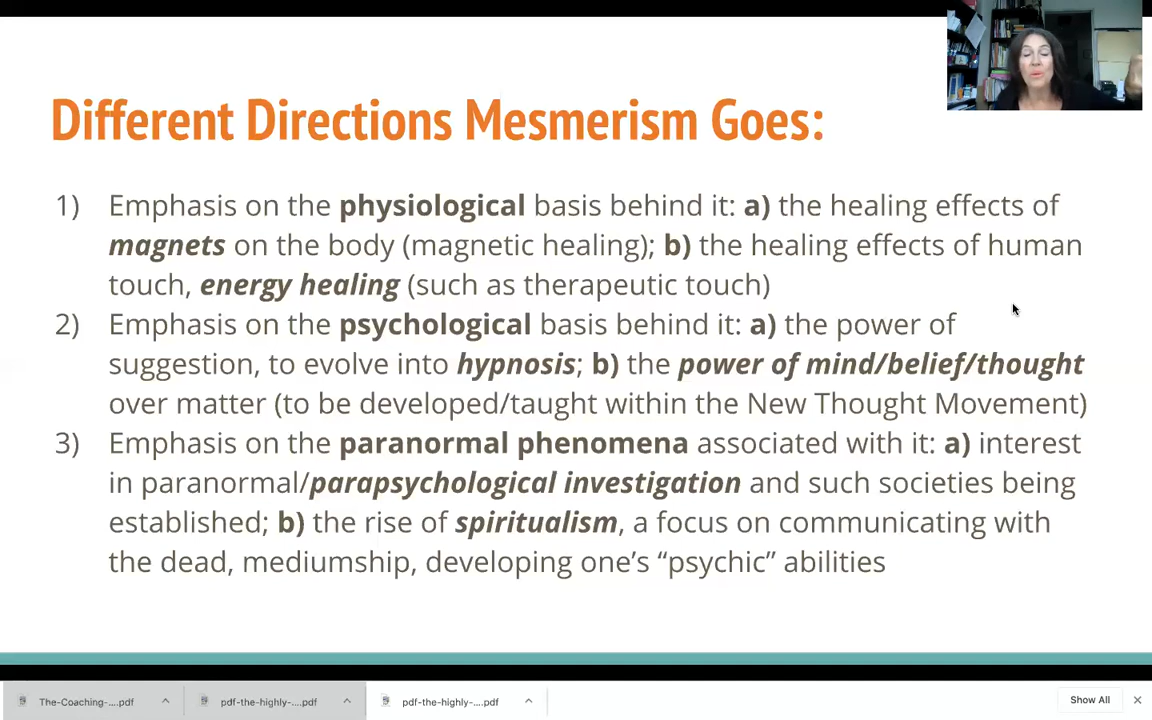 Different Directions Mesmerism Goes:
1) Emphasis on the physiological basis behind it: a) the healing effects of
magnets on the body (magnetic healing); b) the healing effects of human
touch, energy healing (such as therapeutic touch)
2) Emphasis on the psychological basis behind it: a) the power of
suggestion, to evolve into hypnosis; b) the power of mind/belief/thought
over matter (to be developed/taught within the New Thought Movement)
3) Emphasis on the paranormal phenomena associated with it: a) interest
in paranormal/parapsychological investigation and such societies being
established; b) the rise of spiritualism, a focus on communicating with
the dead, mediumship, developing one’s “psychic” abilities
The-Coaching-....pdf
pdf-the-highly-....pdf
pdf-the-highly-....pdf
Show All